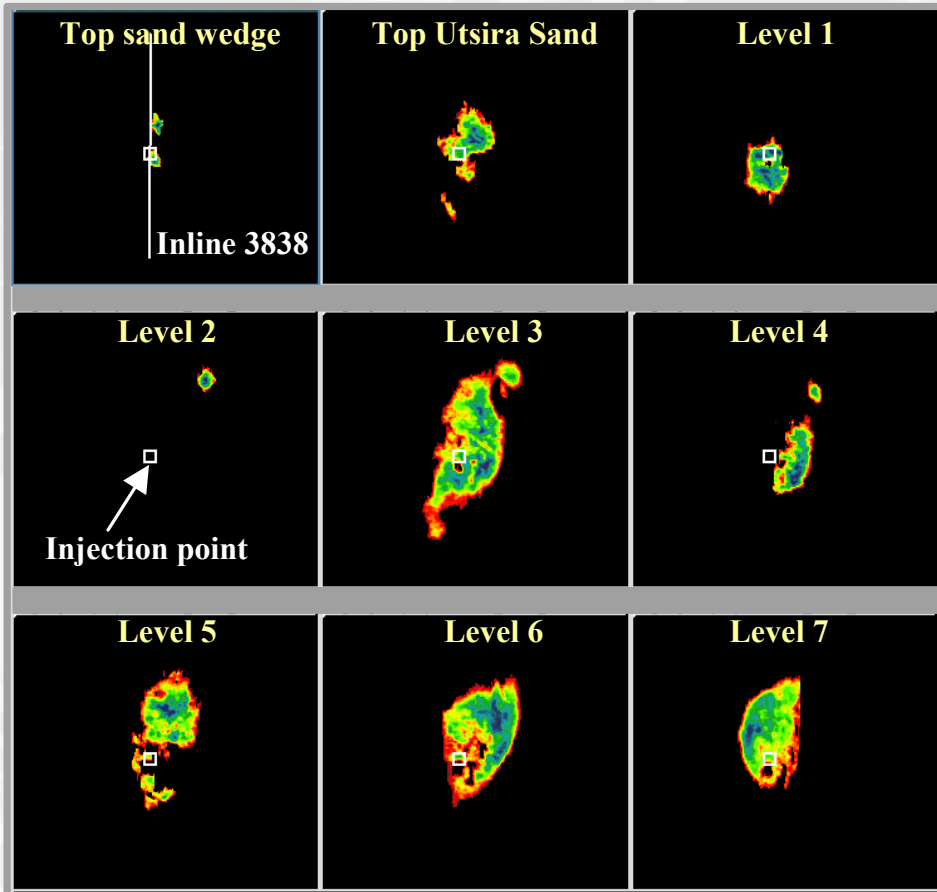 Top sand wedge
Top Utsira Sand
Level 1
Inline 3838
Level 2
Level 3
Level 4
Injection point
Level 5
Level 6
Level 7